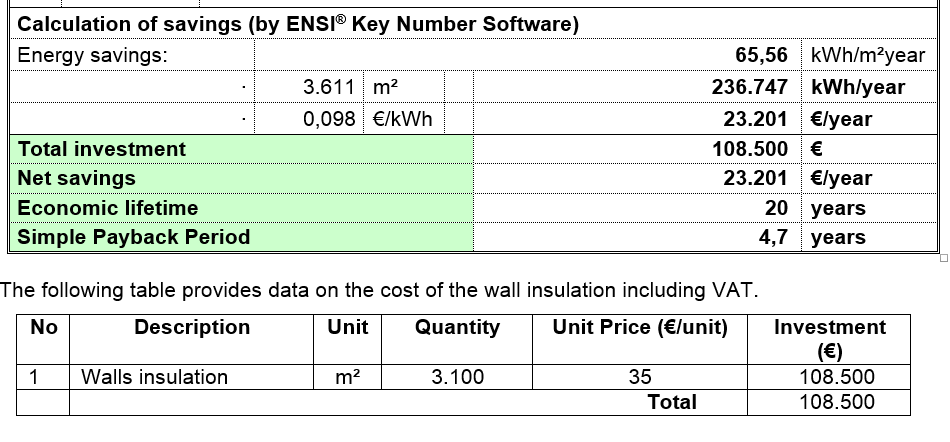 Calculation of savings (by ENSI® Key Number Software)
Energy savings: 65,56 kWh/m²year
· 3.611 m² 236.747 kWh/year
· 0,098 €/kWh 23.201 €/year
Total investment 108.500 €
Net savings 23.201 €/year
Economic lifetime 20 years
Simple Payback Period 4,7 years
The following table provides data on the cost of the wall insulation including VAT.
No Description Unit Quantity Unit Price (€/unit) Investment
(€)
1 Walls insulation m² 3.100 35 108.500
Total 108.500